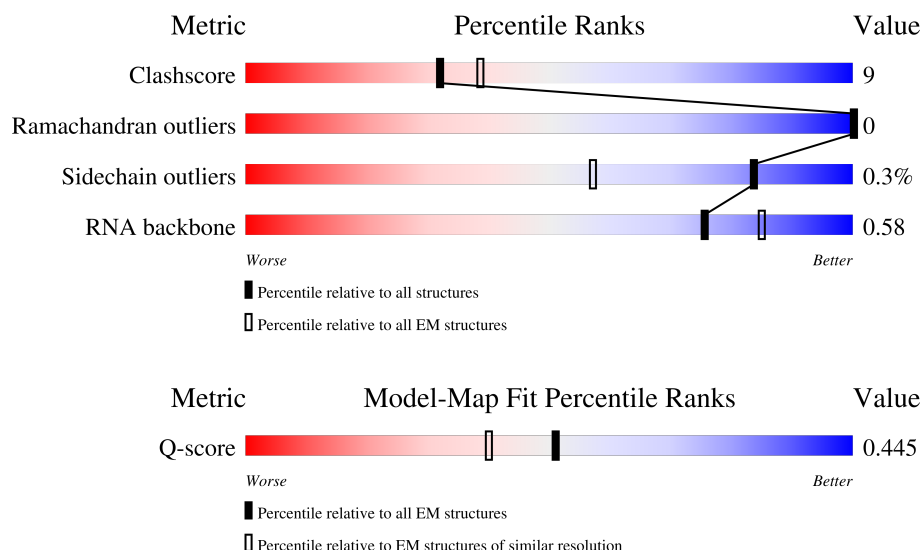 Metric Percentile Ranks Value
Clashscore 9
Ramachandran outliers 0
Sidechain outliers 0.3%
RNA backbone 0.58
Worse Better
Percentile relative to all structures
Percentile relative to all EM structures
Metric Model-Map Fit Percentile Ranks Value
Q-score 0.445
Worse Better
Percentile relative to all EM structures
Percentile relative to EM structures of similar resolution